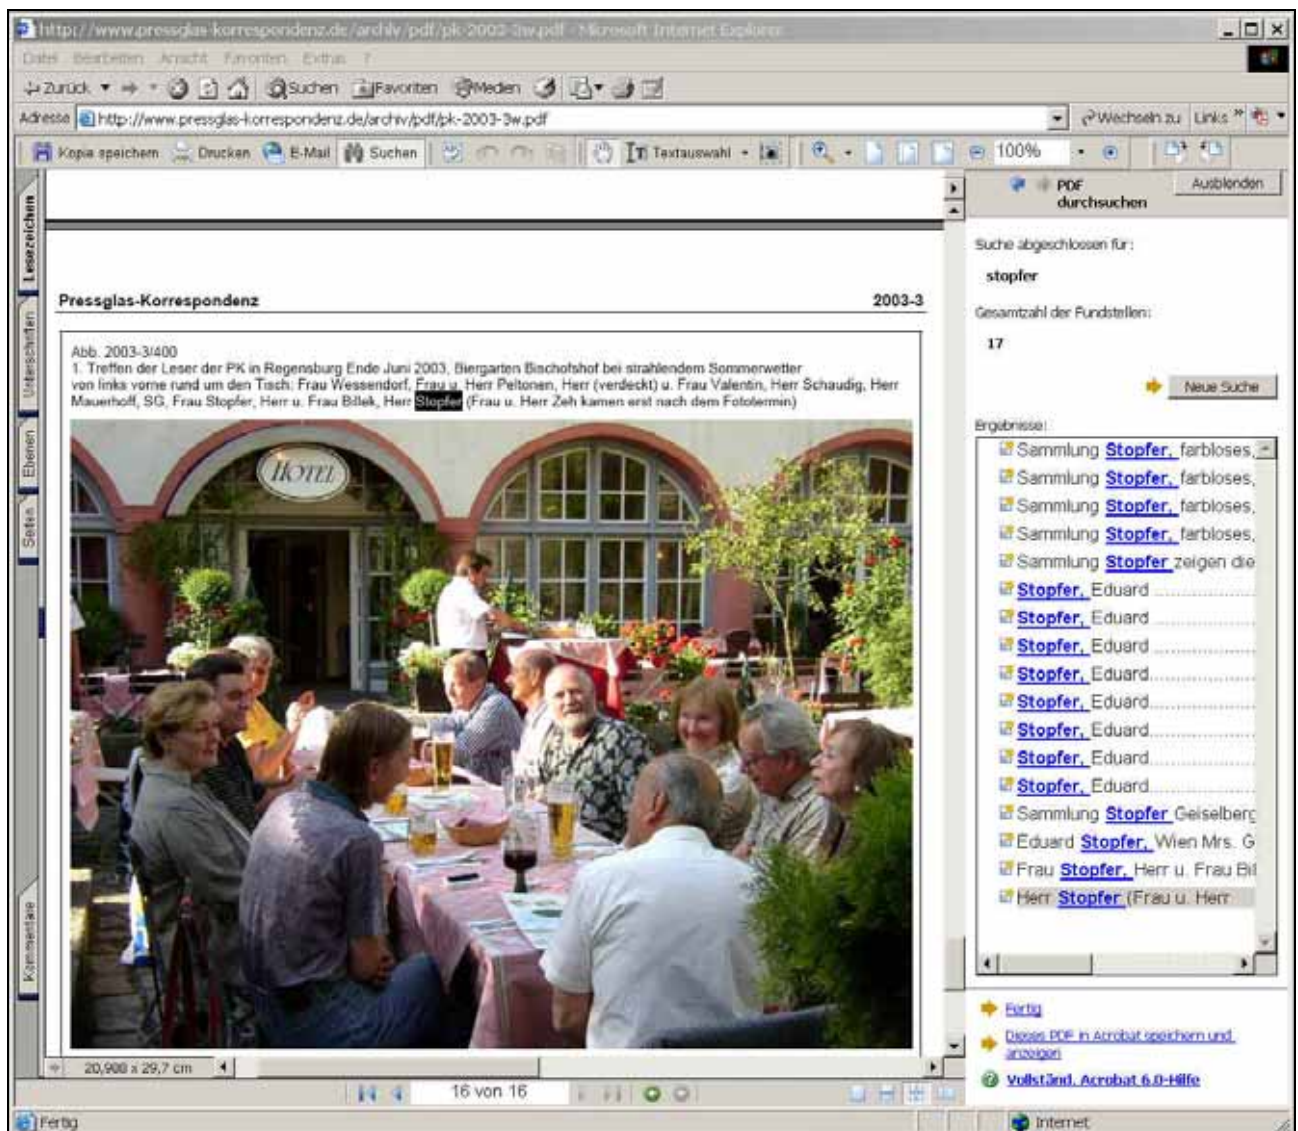 http://www.pressglas-korrespondenz.de/archiv/pdf/pk-2003-3w.pdf - Microsoft Internet Explorer
Datei Bearbeiten Ansicht Favoriten Extras ?
Zurück Suchen Favoriten Medien
Adresse http://www.pressglas-korrespondenz.de/archiv/pdf/pk-2003-3w.pdf Wechseln zu Links »
Kopie speichern Drucken E-Mail Suchen Textauswahl 100%
Lesezeichen
Unterschriften
Ebenen
Seiten
Kommentare
Pressglas-Korrespondenz 2003-3
Abb. 2003-3/400
1. Treffen der Leser der PK in Regensburg Ende Juni 2003, Biergarten Bischofshof bei strahlendem Sommerwetter
von links vorne rund um den Tisch: Frau Wessendorf, Frau u. Herr Peltonen, Herr (verdeckt) u. Frau Valentin, Herr Schaudig, Herr
Mauerhoff, SG, Frau Stopfer, Herr u. Frau Billek, Herr Stopfer (Frau u. Herr Zeh kamen erst nach dem Fototermin)
HOTEL
20,988 x 29,7 cm
16 von 16
Fertig
Internet
PDF durchsuchen
Ausblenden
Suche abgeschlossen für:
stopfer
Gesamtzahl der Fundstellen:
17
Neue Suche
Ergebnisse:
Sammlung Stopfer, farbloses,
Sammlung Stopfer, farbloses,
Sammlung Stopfer, farbloses,
Sammlung Stopfer, farbloses,
Sammlung Stopfer zeigen die
Stopfer, Eduard
Stopfer, Eduard
Stopfer, Eduard
Stopfer, Eduard
Stopfer, Eduard
Stopfer, Eduard
Stopfer, Eduard
Stopfer, Eduard
Sammlung Stopfer Geiselberg
Eduard Stopfer, Wien Mrs. G
Frau Stopfer, Herr u. Frau Bil
Herr Stopfer (Frau u. Herr
Fertig
Dieses PDF in Acrobat speichern und
anzeigen
Vollständ. Acrobat 6.0-Hilfe